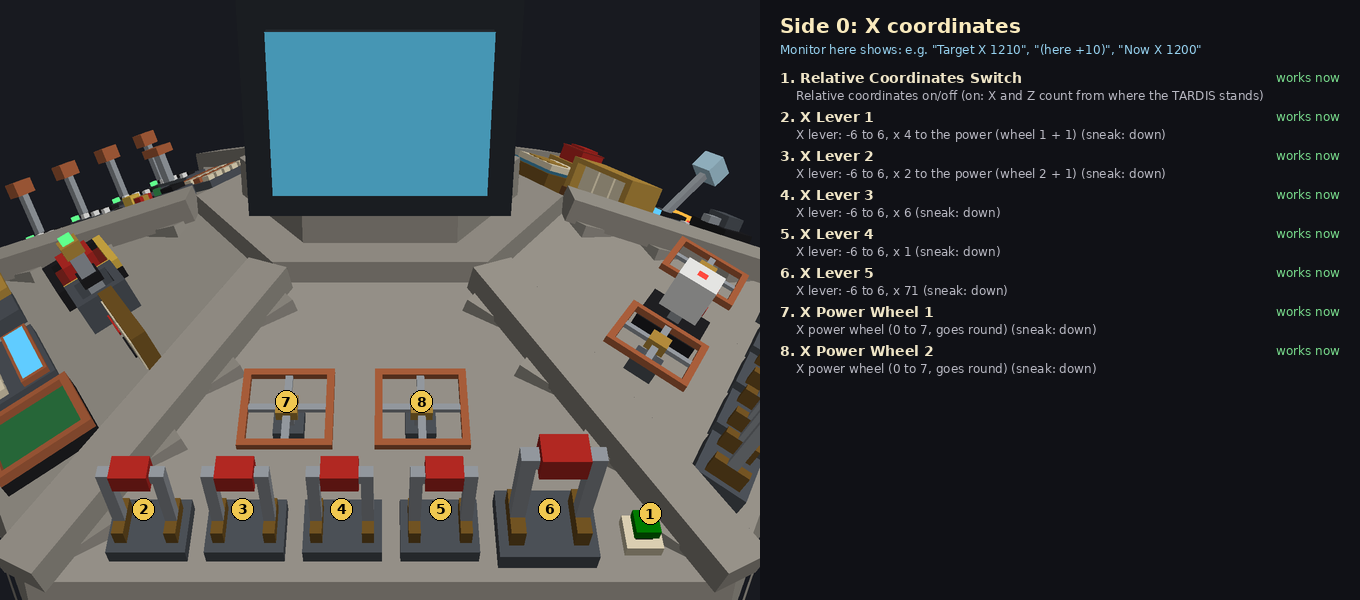 Side 0: X coordinates
Monitor here shows: e.g. "Target X 1210", "(here +10)", "Now X 1200"
1. Relative Coordinates Switch works now
Relative coordinates on/off (on: X and Z count from where the TARDIS stands)
2. X Lever 1 works now
X lever: -6 to 6, x 4 to the power (wheel 1 + 1) (sneak: down)
3. X Lever 2 works now
X lever: -6 to 6, x 2 to the power (wheel 2 + 1) (sneak: down)
4. X Lever 3 works now
X lever: -6 to 6, x 6 (sneak: down)
5. X Lever 4 works now
X lever: -6 to 6, x 1 (sneak: down)
6. X Lever 5 works now
X lever: -6 to 6, x 71 (sneak: down)
7. X Power Wheel 1 works now
X power wheel (0 to 7, goes round) (sneak: down)
8. X Power Wheel 2 works now
X power wheel (0 to 7, goes round) (sneak: down)
7 8
2 3 4 5 6 1